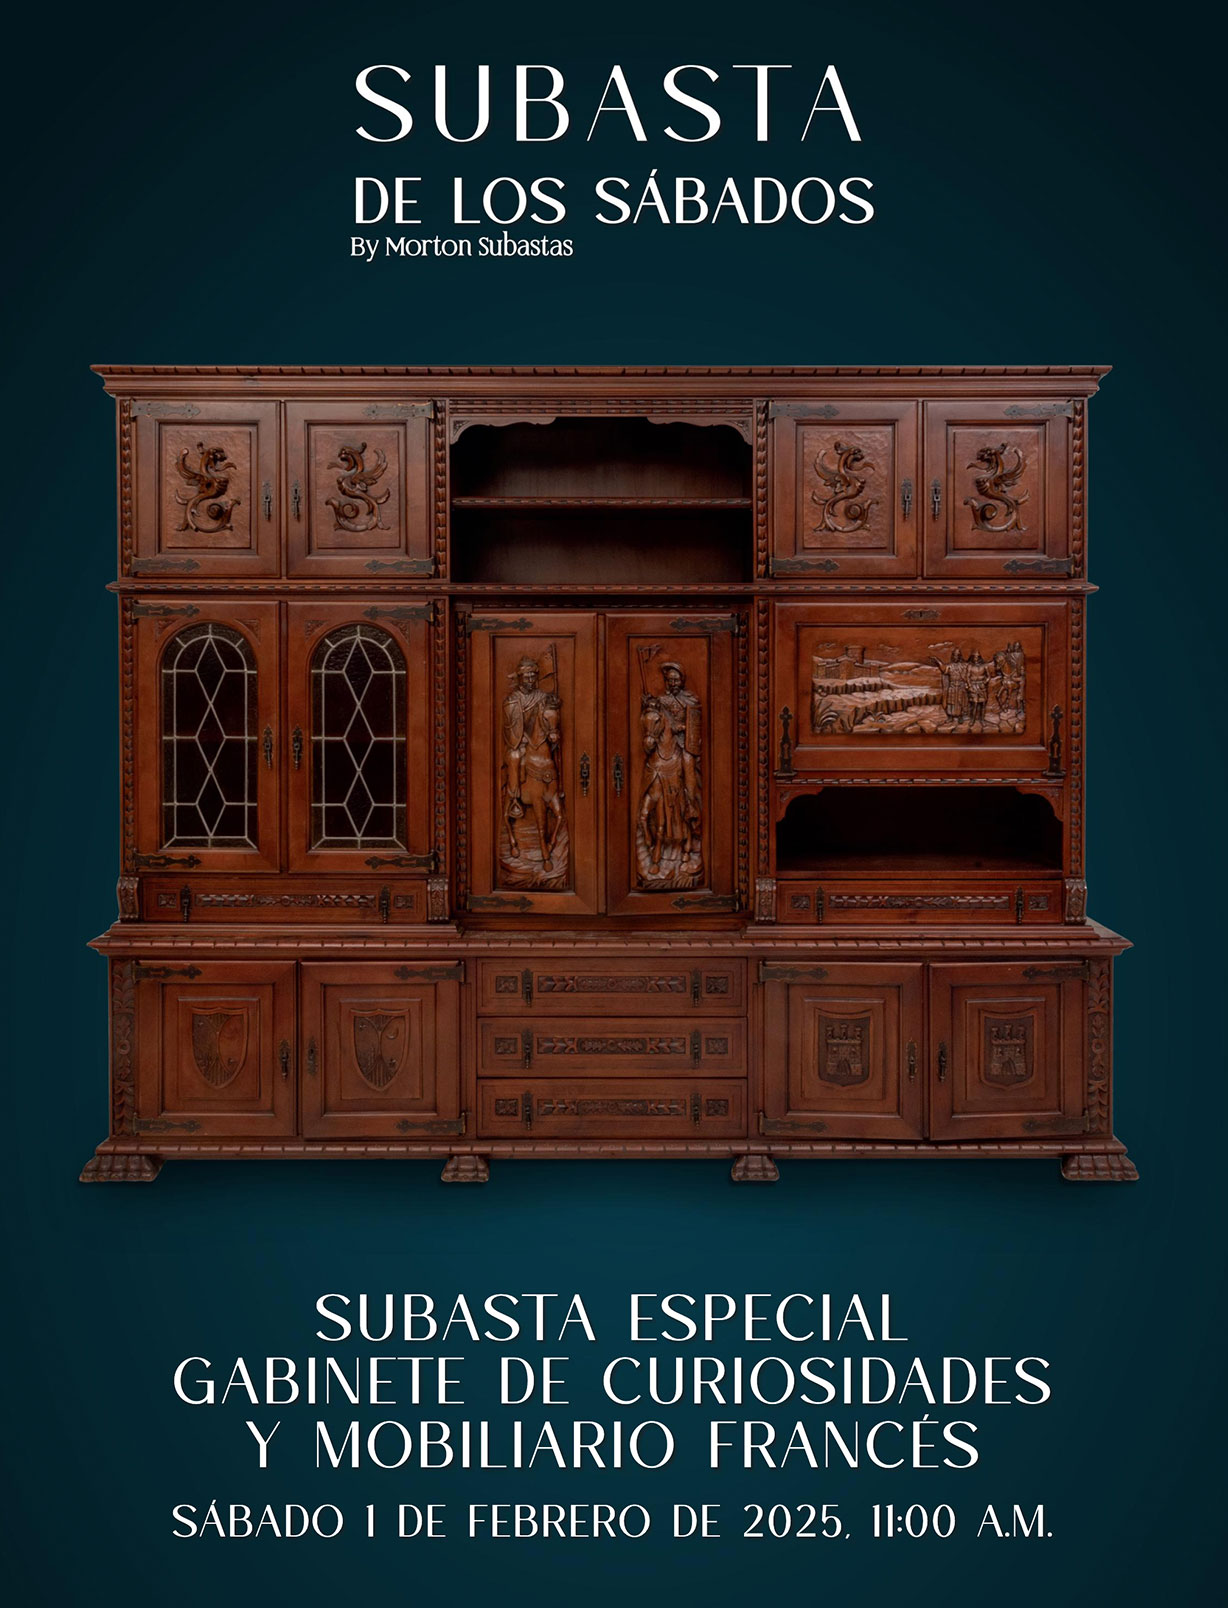 SUBASTA
DE LOS SÁBADOS
By Morton Subastas
SUBASTA ESPECIAL
GABINETE DE CURIOSIDADES
Y MOBILIARIO FRANCÉS
SÁBADO 1 DE FEBRERO DE 2025, 11:00 A.M.